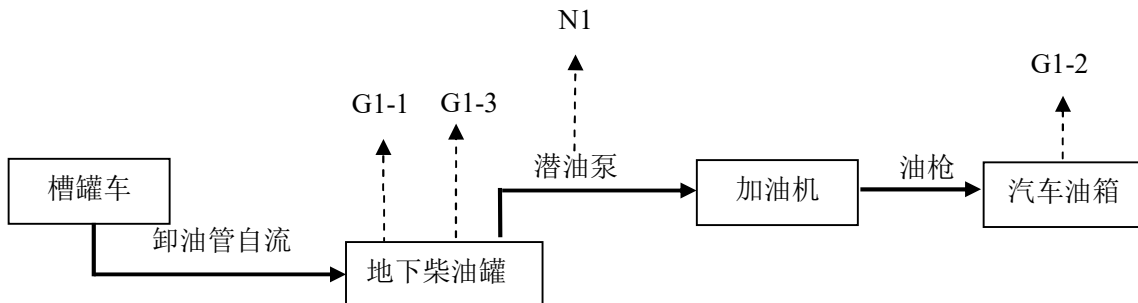 N1
G1-2
G1-1
G1-3
潜油泵
油枪
槽罐车
加油机
汽车油箱
卸油管自流
地下柴油罐